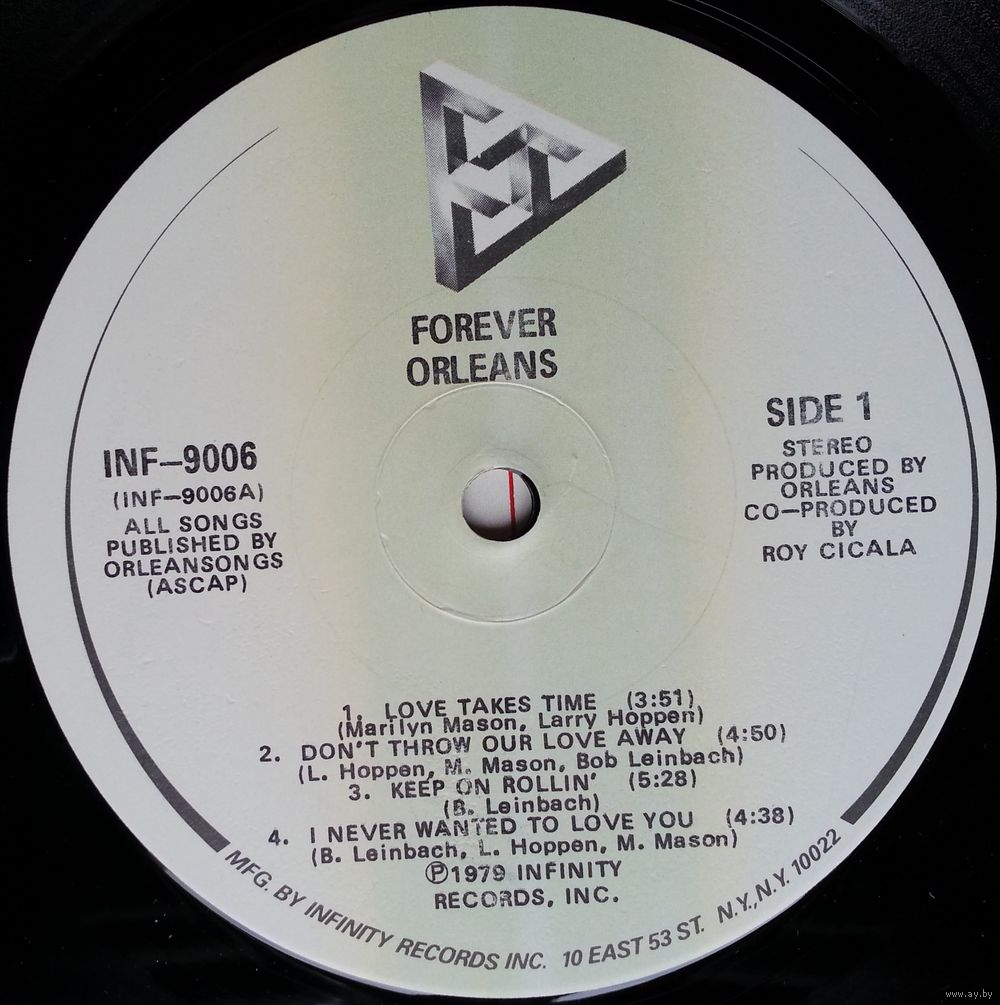 FOREVER
ORLEANS
INF–9006
(INF–9006A)
ALL SONGS
PUBLISHED BY
ORLEANSONGS
(ASCAP)
SIDE 1
STEREO
PRODUCED BY
ORLEANS
CO–PRODUCED
BY
ROY CICALA
1. LOVE TAKES TIME (3:51)
(Marilyn Mason, Larry Hoppen)
2. DON'T THROW OUR LOVE AWAY (4:50)
(L. Hoppen, M. Mason, Bob Leinbach)
3. KEEP ON ROLLIN' (5:28)
(B. Leinbach)
4. I NEVER WANTED TO LOVE YOU (4:38)
(B. Leinbach, L. Hoppen, M. Mason)
Ⓟ1979 INFINITY
RECORDS, INC.
MFG. BY INFINITY RECORDS INC. 10 EAST 53 ST. N.Y., N.Y. 10022
www.ay.by